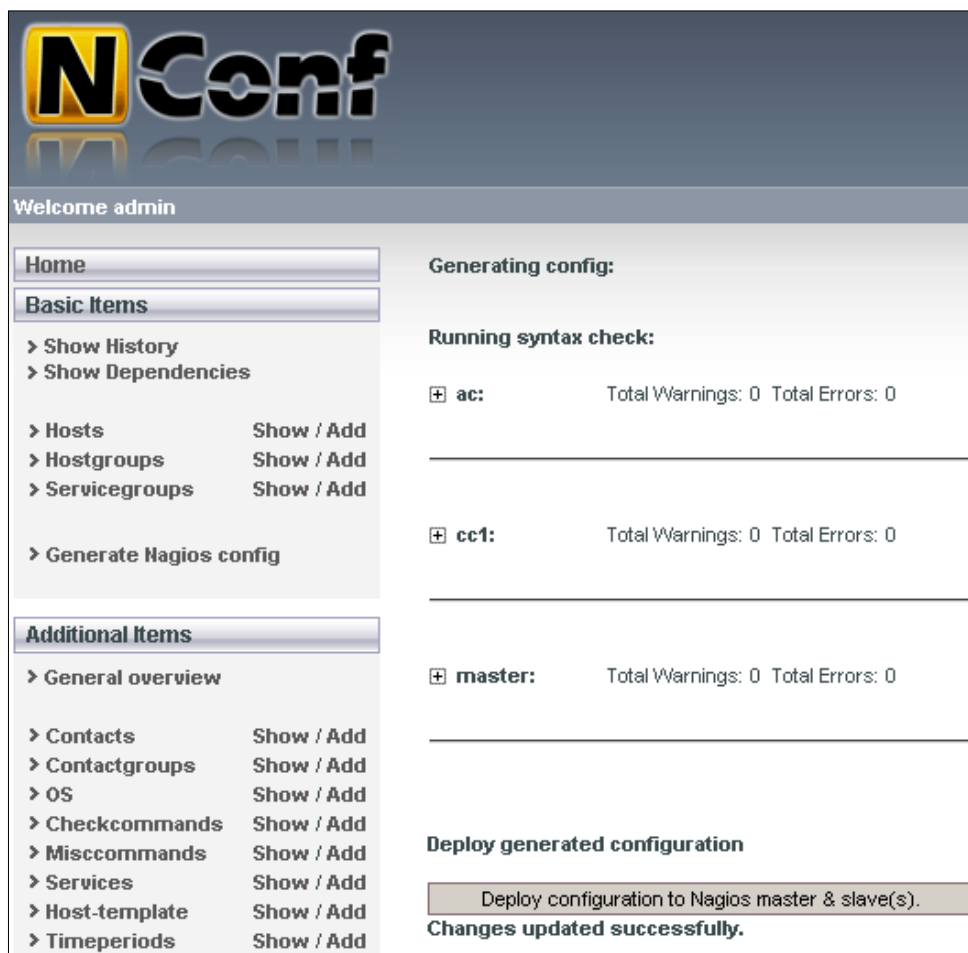 NConf
Welcome admin
Home
Basic Items
Show History
Show Dependencies
Hosts Show / Add
Hostgroups Show / Add
Servicegroups Show / Add
Generate Nagios config
Additional Items
General overview
Contacts Show / Add
Contactgroups Show / Add
OS Show / Add
Checkcommands Show / Add
Misccommands Show / Add
Services Show / Add
Host-template Show / Add
Timeperiods Show / Add
Generating config:
Running syntax check:
ac: Total Warnings: 0 Total Errors: 0
cc1: Total Warnings: 0 Total Errors: 0
master: Total Warnings: 0 Total Errors: 0
Deploy generated configuration
Deploy configuration to Nagios master & slave(s).
Changes updated successfully.